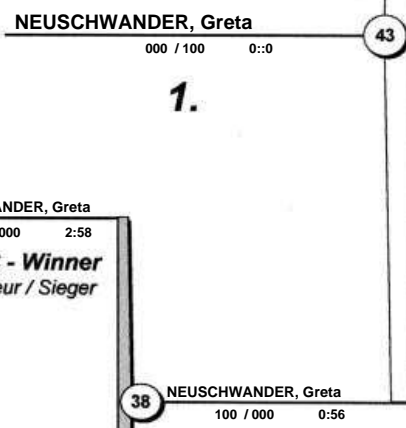 NEUSCHWANDER, Greta
000 / 100 0::0
43
1.
ANDER, Greta
000 2:58
- Winner
eur / Sieger
38
NEUSCHWANDER, Greta
100 / 000 0:56